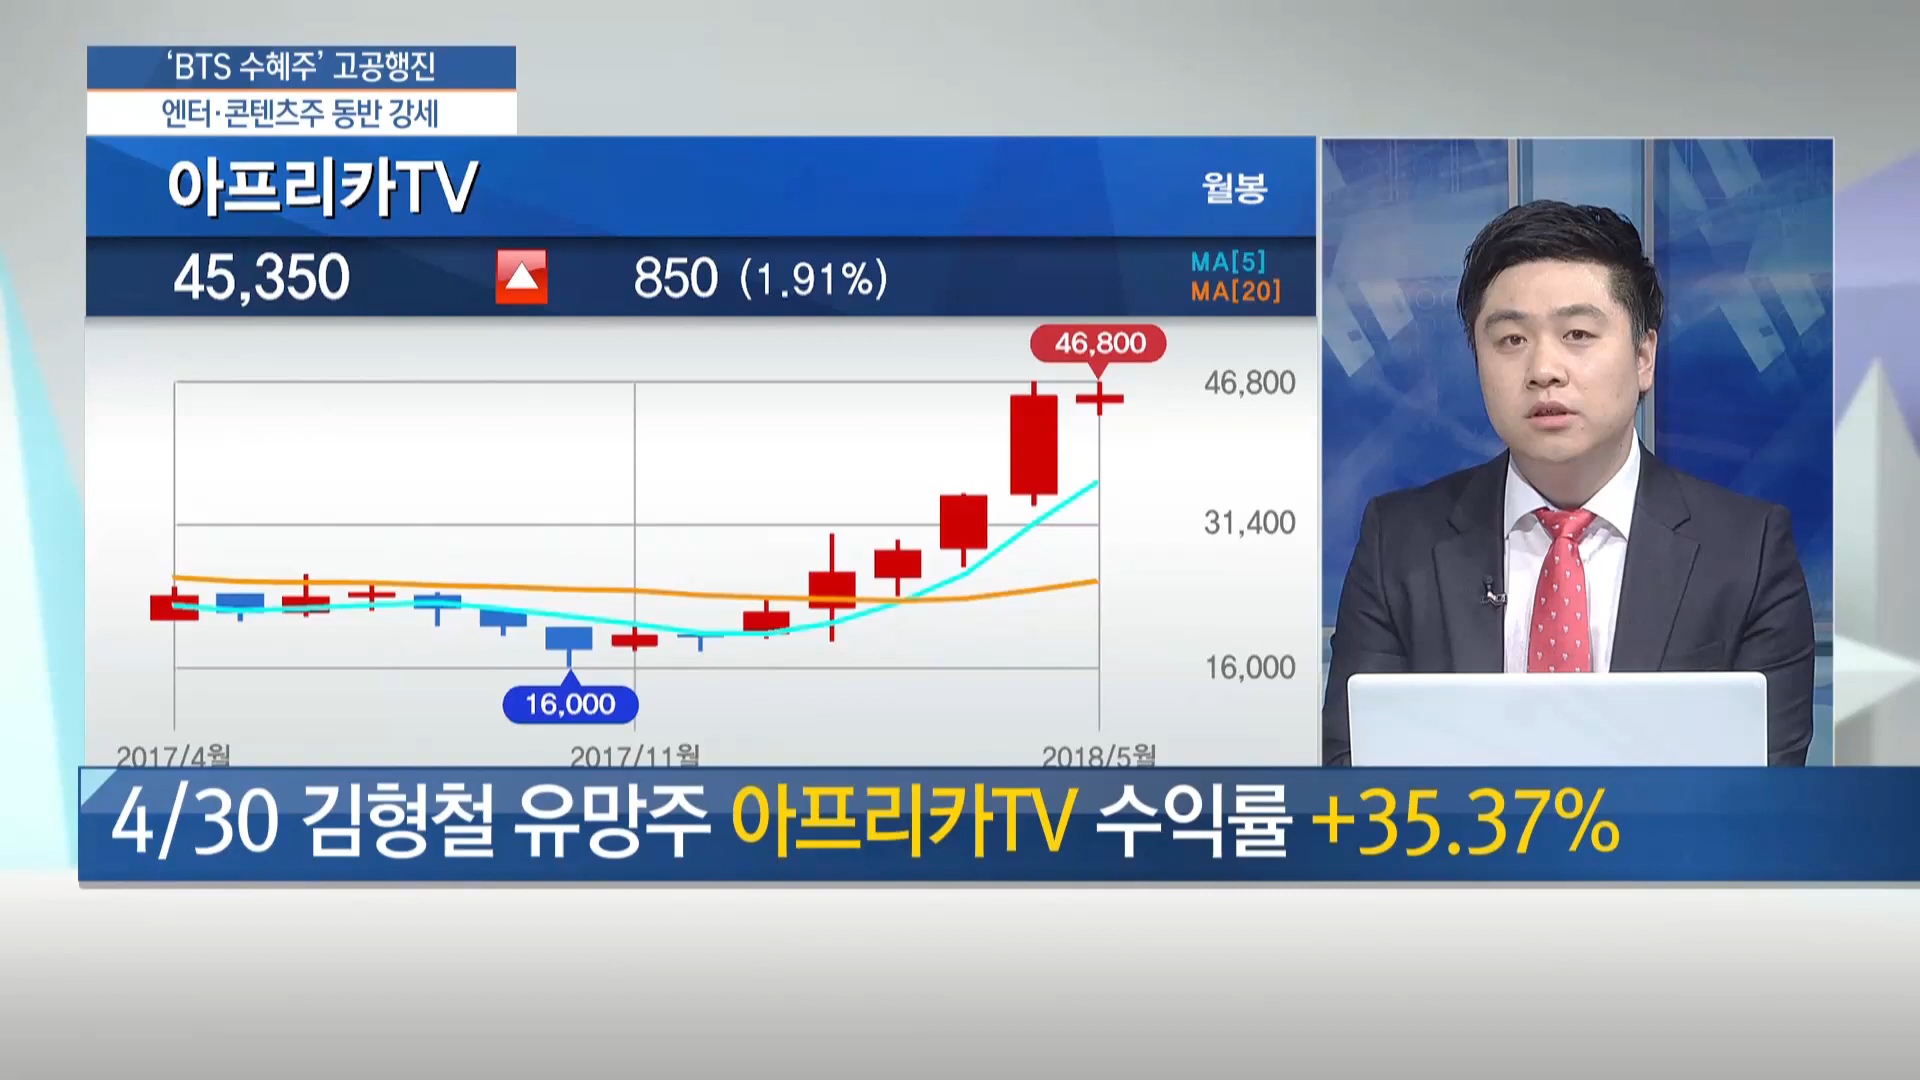 'BTS 수혜주' 고공행진
엔터·콘텐츠주 동반 강세
아프리카TV
월봉
45,350
850 (1.91%)
MA[5]
MA[20]
46,800
46,800
31,400
16,000
16,000
2017/4월
2017/11월
2018/5월
4/30 김형철 유망주 아프리카TV 수익률 +35.37%